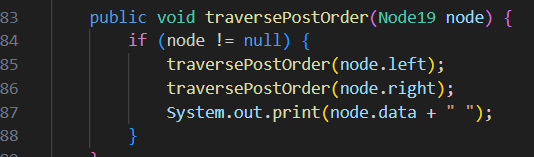 83 public void traversePostOrder(Node19 node) {
84 if (node != null) {
85 traversePostOrder(node.left);
86 traversePostOrder(node.right);
87 System.out.print(node.data + " ");
88 }
}